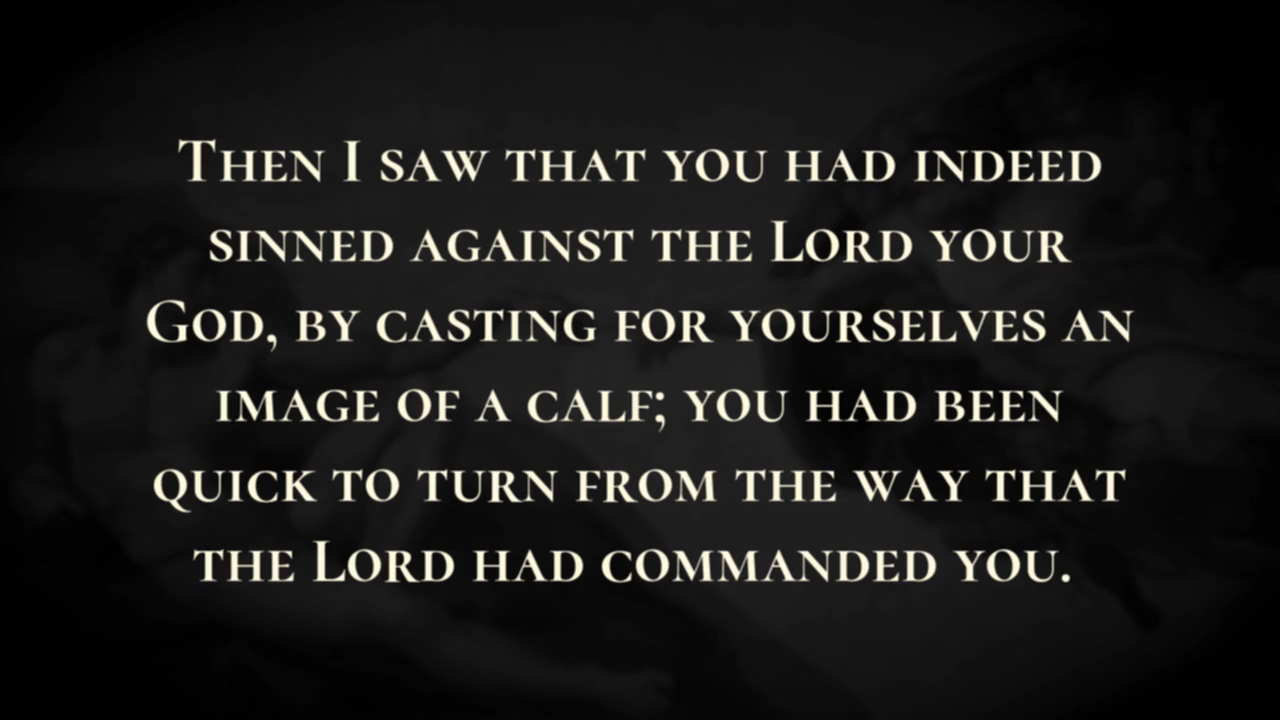 Then I saw that you had indeed
sinned against the Lord your
God, by casting for yourselves an
image of a calf; you had been
quick to turn from the way that
the Lord had commanded you.